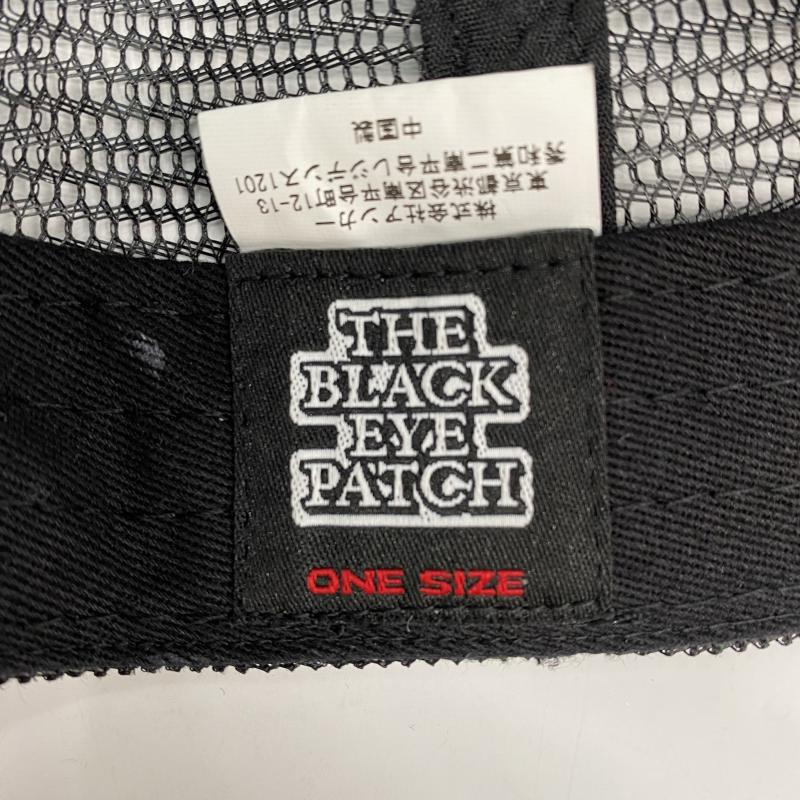 株式会社アンカー
東京都渋谷区南平台町12-13
秀和第二南平台レジデンス1201
中国製
THE
BLACK
EYE
PATCH
ONE SIZE